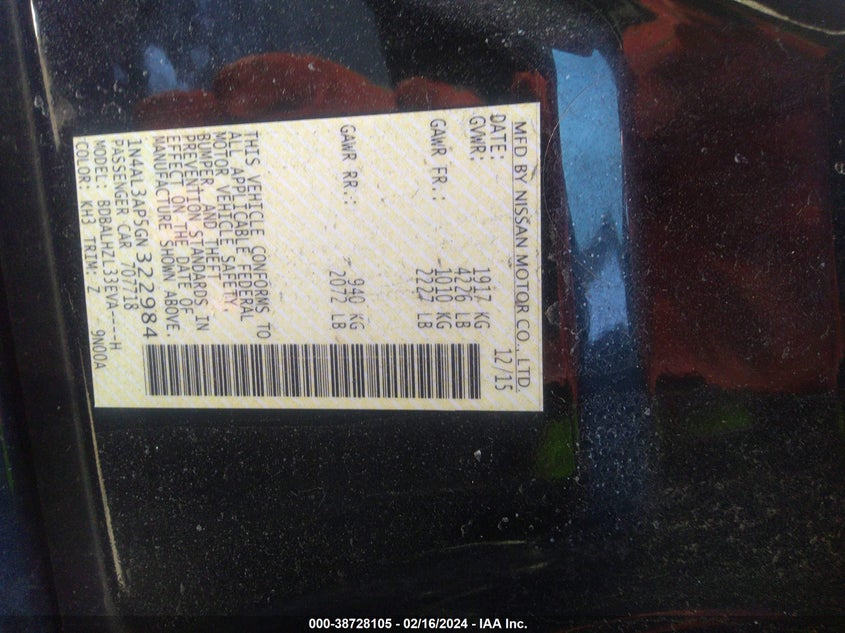 MFD BY NISSAN MOTOR CO., LTD.
DATE: 12/15
GVWR: 1917 KG
4226 LB
GAWR FR.: 1010 KG
2227 LB
GAWR RR.: 940 KG
2072 LB
THIS VEHICLE CONFORMS TO
ALL APPLICABLE FEDERAL
MOTOR VEHICLE SAFETY,
BUMPER, AND THEFT
PREVENTION STANDARDS IN
EFFECT ON THE DATE OF
MANUFACTURE SHOWN ABOVE.
1N4AL3AP5GN322984
PASSENGER CAR /07718
MODEL: BDBALHZL33EVA----H
COLOR: KH3 TRIM: Z 9N00A
000-38728105 - 02/16/2024 - IAA Inc.